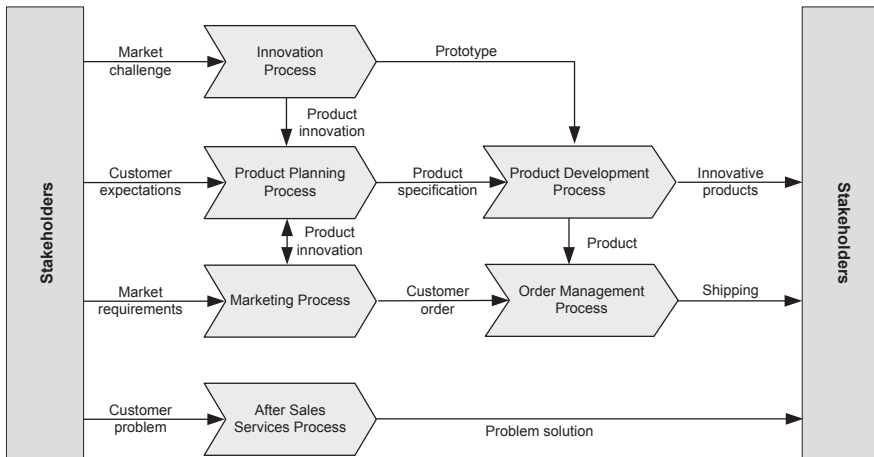 Stakeholders
Market
challenge
Innovation
Process
Prototype
Product
innovation
Customer
expectations
Product Planning
Process
Product
specification
Product Development
Process
Innovative
products
Product
innovation
Product
Market
requirements
Marketing Process
Customer
order
Order Management
Process
Shipping
Customer
problem
After Sales
Services Process
Problem solution
Stakeholders